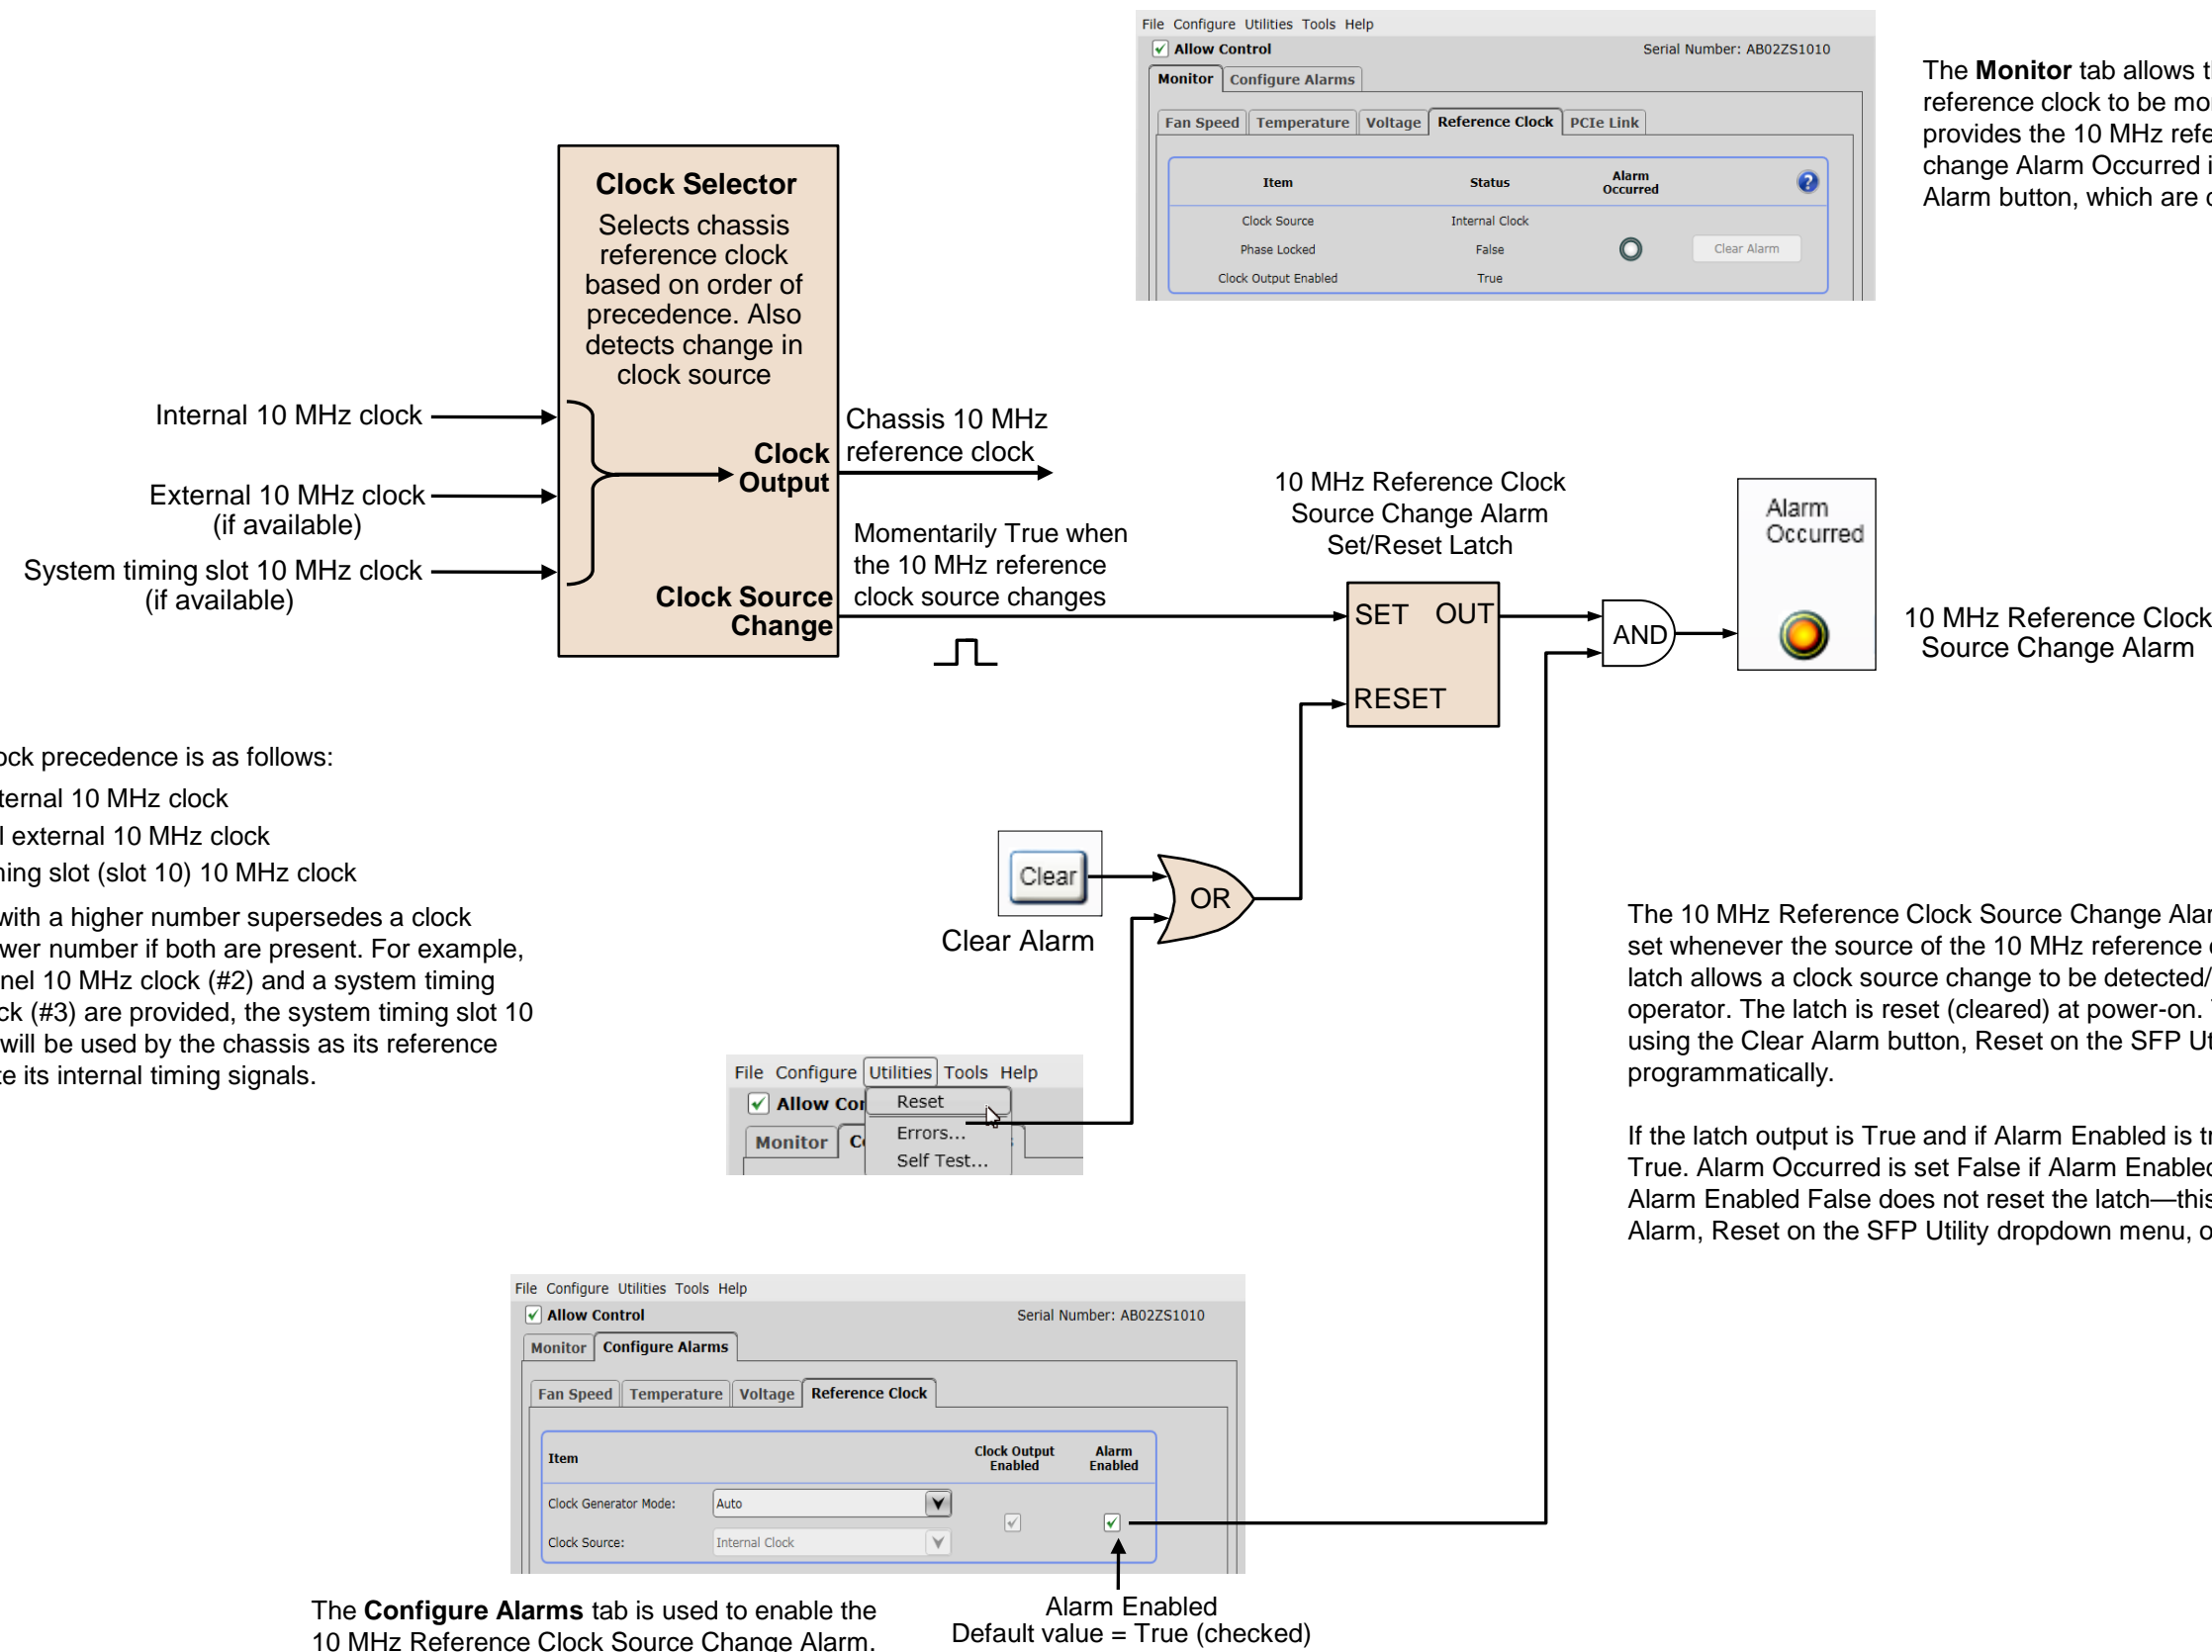 File Configure Utilities Tools Help
Allow Control
Serial Number: AB02ZS1010
Monitor Configure Alarms
Fan Speed Temperature Voltage Reference Clock PCIe Link
Item Status Alarm Occurred
Clock Source Internal Clock
Phase Locked False Clear Alarm
Clock Output Enabled True
The Monitor tab allows
reference clock to be
provides the 10 MHz
change Alarm Occurred
Alarm button, which are
Clock Selector
Selects chassis
reference clock
based on order of
precedence. Also
detects change in
clock source
Internal 10 MHz clock
External 10 MHz clock
(if available)
System timing slot 10 MHz clock
(if available)
Clock
Output
Clock Source
Change
Chassis 10 MHz
reference clock
Momentarily True when
the 10 MHz reference
clock source changes
10 MHz Reference Clock
Source Change Alarm
Set/Reset Latch
SET OUT
RESET
AND
Alarm
Occurred
10 MHz Reference Clock
Source Change Alarm
precedence is as follows:
10 MHz clock
external 10 MHz clock
slot (slot 10) 10 MHz clock
with a higher number supersedes a clock
number if both are present. For example,
10 MHz clock (#2) and a system timing
(#3) are provided, the system timing slot 10
will be used by the chassis as its reference
its internal timing signals.
Clear
Clear Alarm
OR
File Configure Utilities Tools Help
Allow
Reset
Monitor
Errors...
Self Test...
The 10 MHz Reference Clock Source Change
set whenever the source of the 10 MHz reference
latch allows a clock source change to be detected/
operator. The latch is reset (cleared) at power-on.
using the Clear Alarm button, Reset on the SFP
programmatically.
If the latch output is True and if Alarm Enabled is
True. Alarm Occurred is set False if Alarm
Alarm Enabled False does not reset the latch—this
Alarm, Reset on the SFP Utility dropdown menu,
File Configure Utilities Tools Help
Allow Control
Serial Number: AB02ZS1010
Monitor Configure Alarms
Fan Speed Temperature Voltage Reference Clock
Item Clock Output Enabled Alarm Enabled
Clock Generator Mode: Auto
Clock Source: Internal Clock
The Configure Alarms tab is used to enable the
10 MHz Reference Clock Source Change Alarm.
Alarm Enabled
Default value = True (checked)